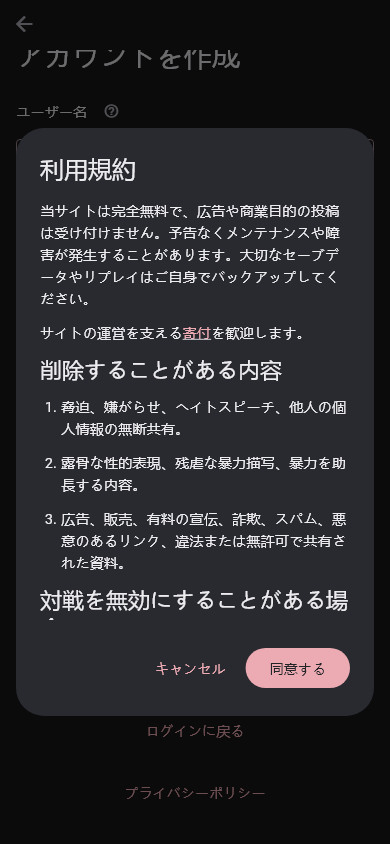 アカウントを作成
ユーザー名
利用規約
当サイトは完全無料で、広告や商業目的の投稿
は受け付けません。予告なくメンテナンスや障
害が発生することがあります。大切なセーブデ
ータやリプレイはご自身でバックアップしてく
ださい。
サイトの運営を支える寄付を歓迎します。
削除することがある内容
1. 脅迫、嫌がらせ、ヘイトスピーチ、他人の個
人情報の無断共有。
2. 露骨な性的表現、残虐な暴力描写、暴力を助
長する内容。
3. 広告、販売、有料の宣伝、詐欺、スパム、悪
意のあるリンク、違法または無許可で共有さ
れた資料。
対戦を無効にすることがある場
キャンセル
同意する
ログインに戻る
プライバシーポリシー